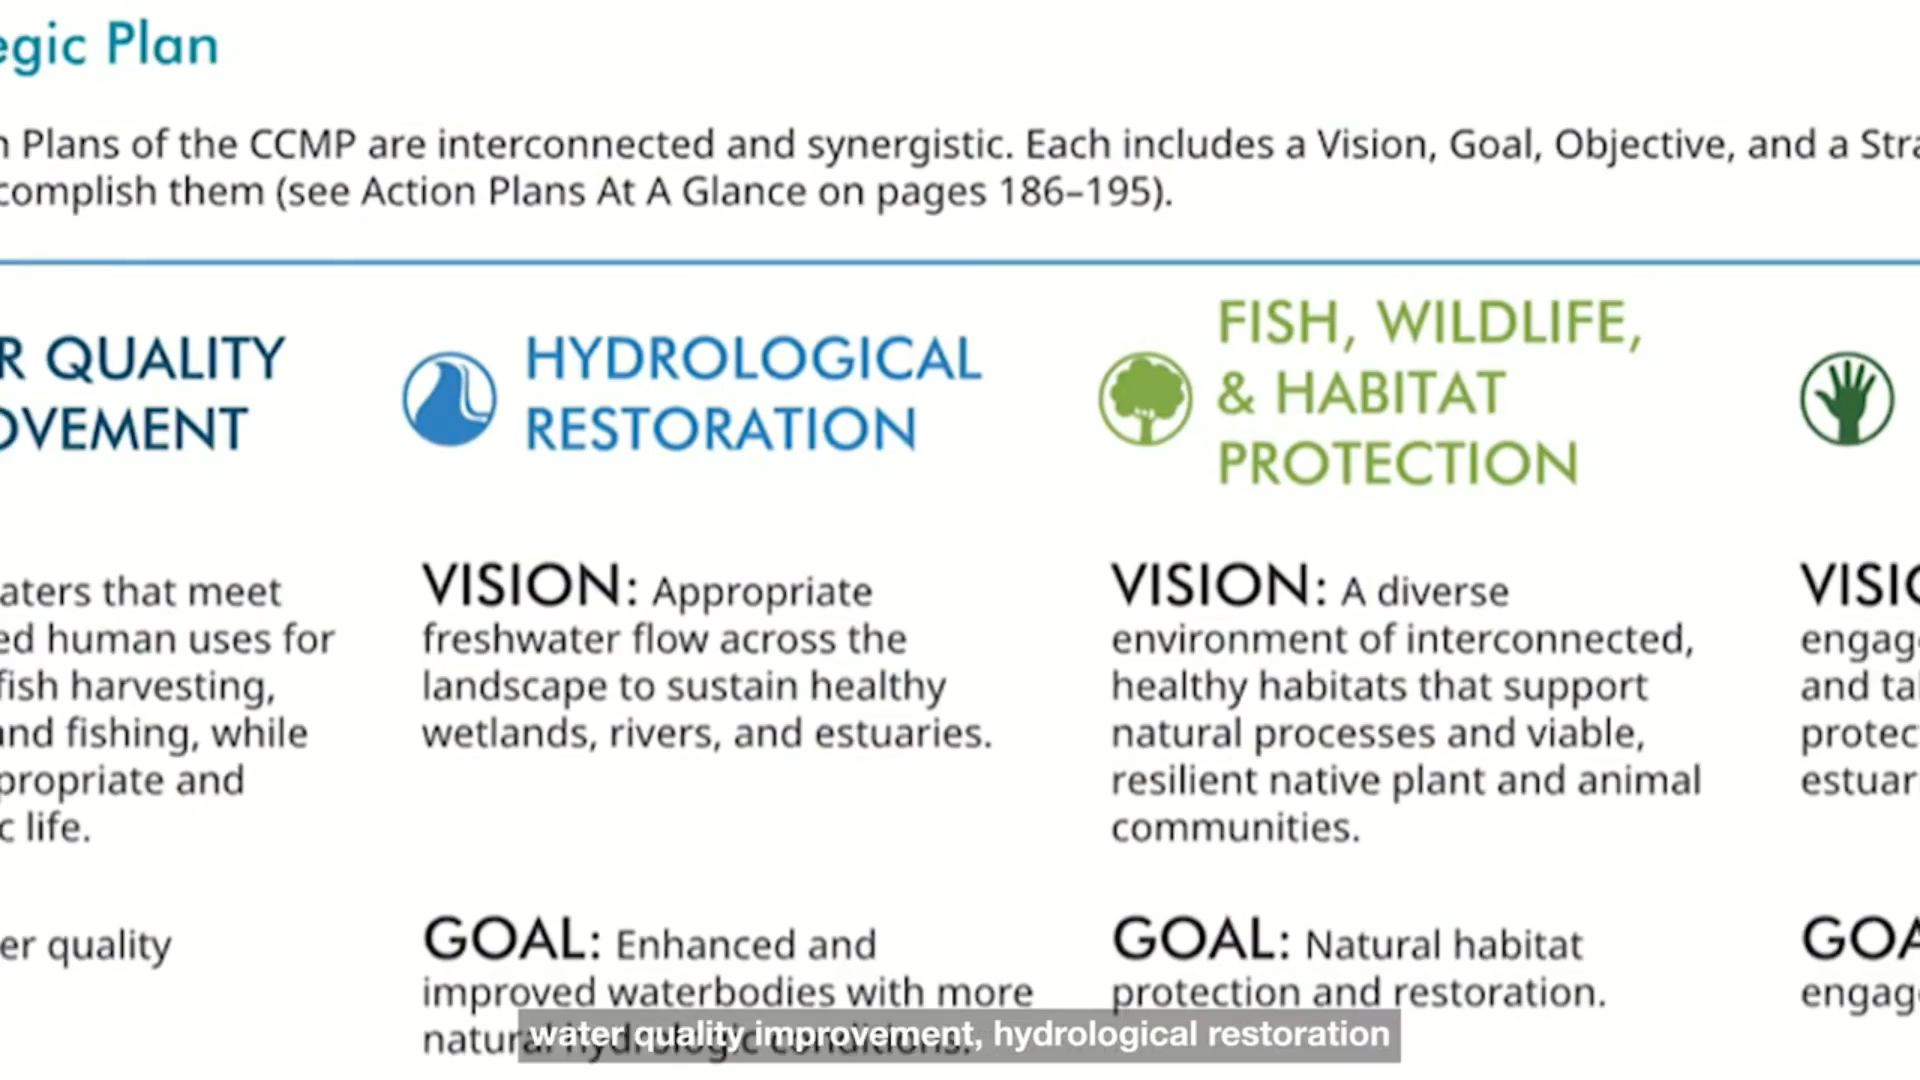 egic Plan
n Plans of the CCMP are interconnected and synergistic. Each includes a Vision, Goal, Objective, and a Stra
complish them (see Action Plans At A Glance on pages 186–195).
R QUALITY
OVEMENT
HYDROLOGICAL
RESTORATION
FISH, WILDLIFE,
& HABITAT
PROTECTION
aters that meet
ed human uses for
fish harvesting,
and fishing, while
propriate and
c life.
er quality
VISION: Appropriate
freshwater flow across the
landscape to sustain healthy
wetlands, rivers, and estuaries.
GOAL: Enhanced and
improved waterbodies with more
natural hydrologic conditions.
VISION: A diverse
environment of interconnected,
healthy habitats that support
natural processes and viable,
resilient native plant and animal
communities.
GOAL: Natural habitat
protection and restoration.
VISIO
engag
and tal
protec
estuar
GOA
engag
water quality improvement, hydrological restoration